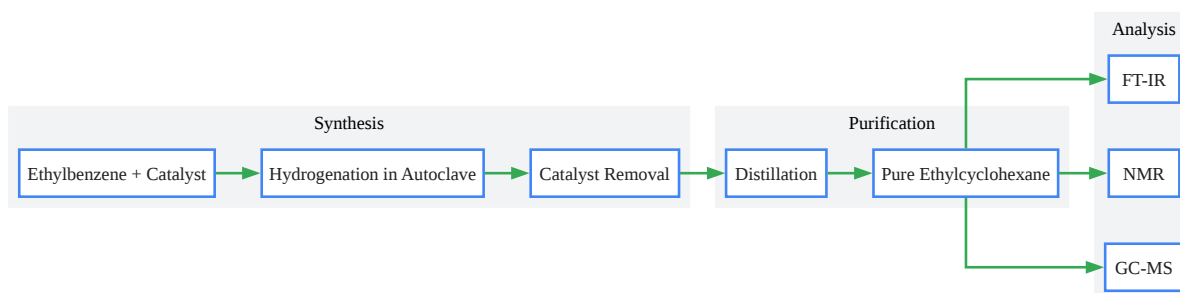 Analysis
FT-IR
Synthesis
Purification
Ethylbenzene + Catalyst
Hydrogenation in Autoclave
Catalyst Removal
Distillation
Pure Ethylcyclohexane
NMR
GC-MS